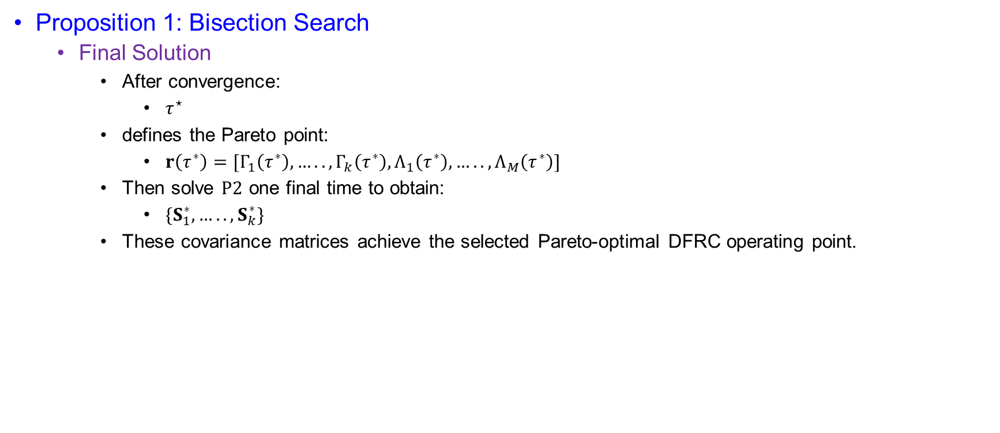 • Proposition 1: Bisection Search
• Final Solution
• After convergence:
• τ⋆
• defines the Pareto point:
• 𝐫(τ*) = [Γ₁(τ*), … . . , Γₖ(τ*), Λ₁(τ*), … . . , Λ_M(τ*)]
• Then solve P2 one final time to obtain:
• {𝐒₁*, … . . , 𝐒ₖ*}
• These covariance matrices achieve the selected Pareto-optimal DFRC operating point.